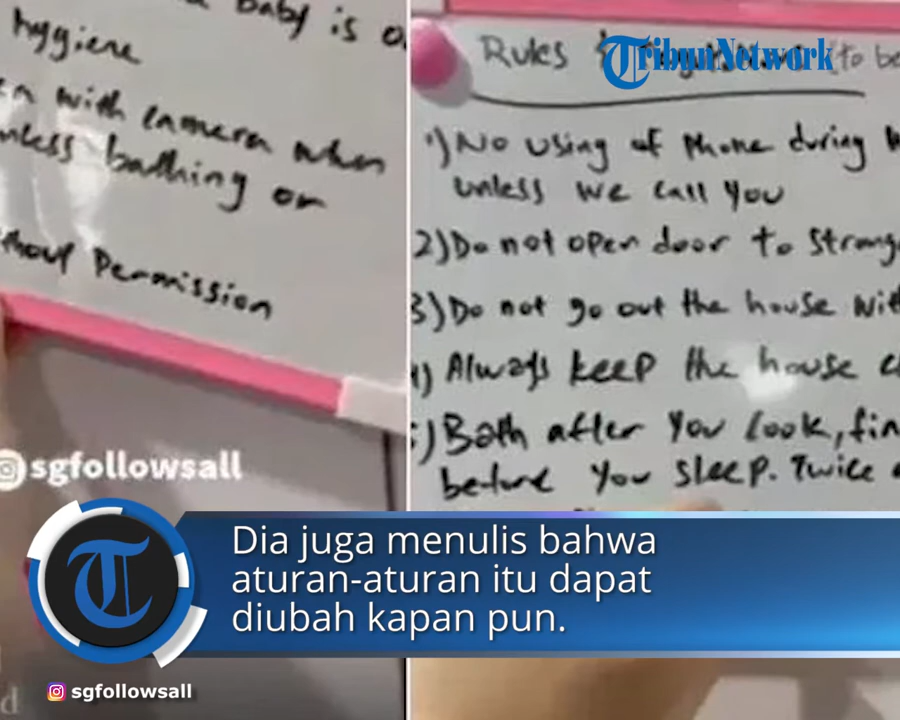 baby is
hygiene
with camera when
unless bathing or
Permission
sgfollowsall
Rules & (to be
TribunNetwork
1) No using of Phone during
unless we call you
2) Do not open door to Strang
3) Do not go out the house wit
4) Always keep the house
5) Bath after you cook, fin
before you sleep. Twice
Dia juga menulis bahwa
aturan-aturan itu dapat
diubah kapan pun.
sgfollowsall